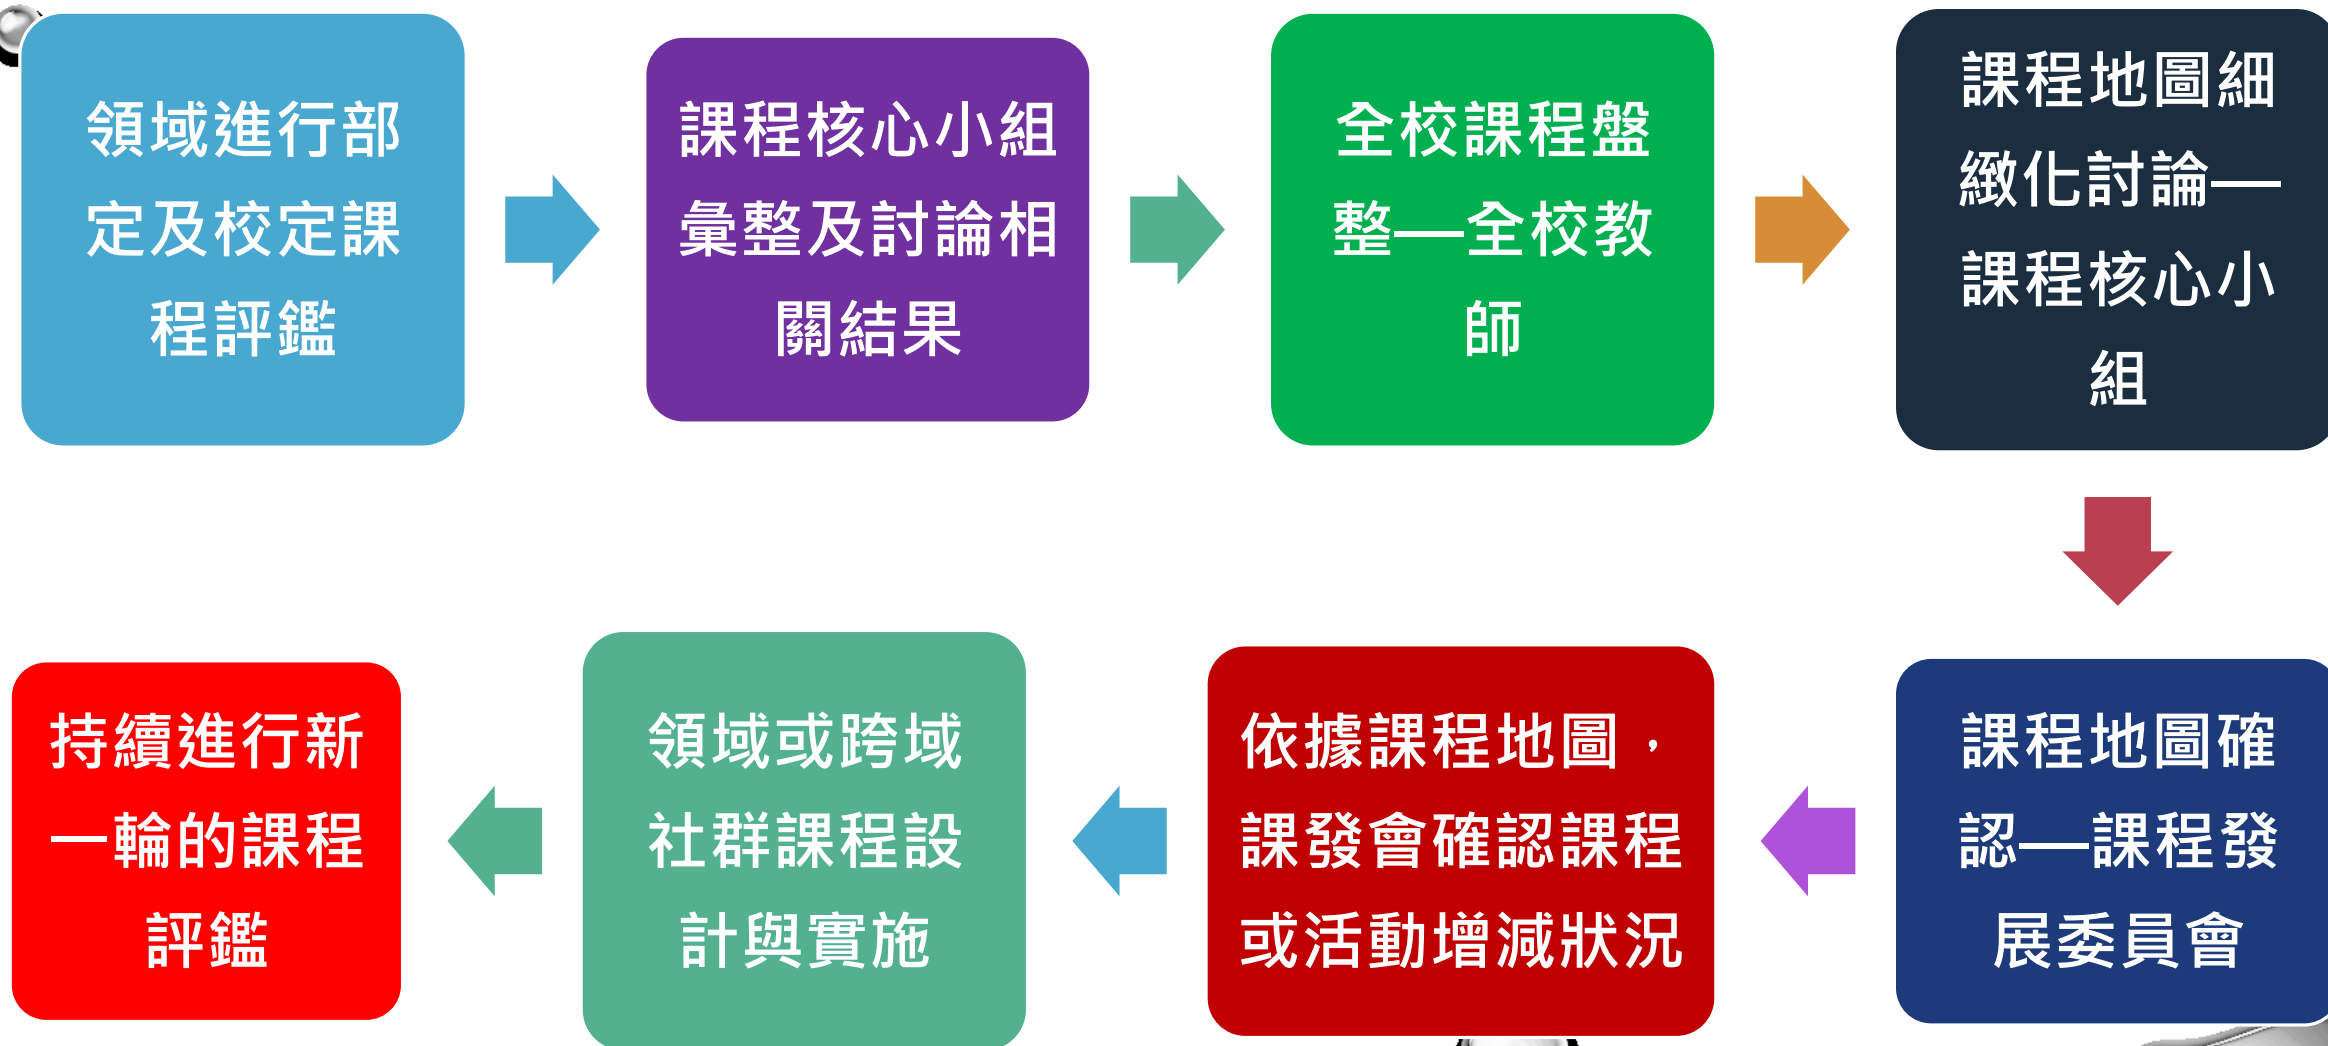 領域進行部
定及校定課
程評鑑
課程核心小組
彙整及討論相
關結果
全校課程盤
整—全校教
師
課程地圖細
緻化討論—
課程核心小
組
課程地圖確
認—課程發
展委員會
依據課程地圖，
課發會確認課程
或活動增減狀況
領域或跨域
社群課程設
計與實施
持續進行新
一輪的課程
評鑑